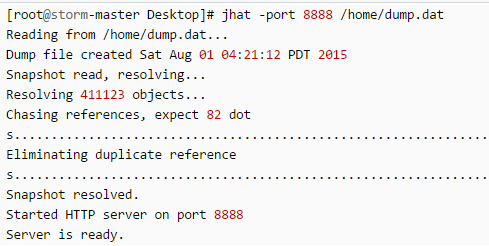 [root@storm-master Desktop]# jhat -port 8888 /home/dump.dat
Reading from /home/dump.dat...
Dump file created Sat Aug 01 04:21:12 PDT 2015
Snapshot read, resolving...
Resolving 411123 objects...
Chasing references, expect 82 dot
s...............................................................
Eliminating duplicate reference
s...............................................................
Snapshot resolved.
Started HTTP server on port 8888
Server is ready.